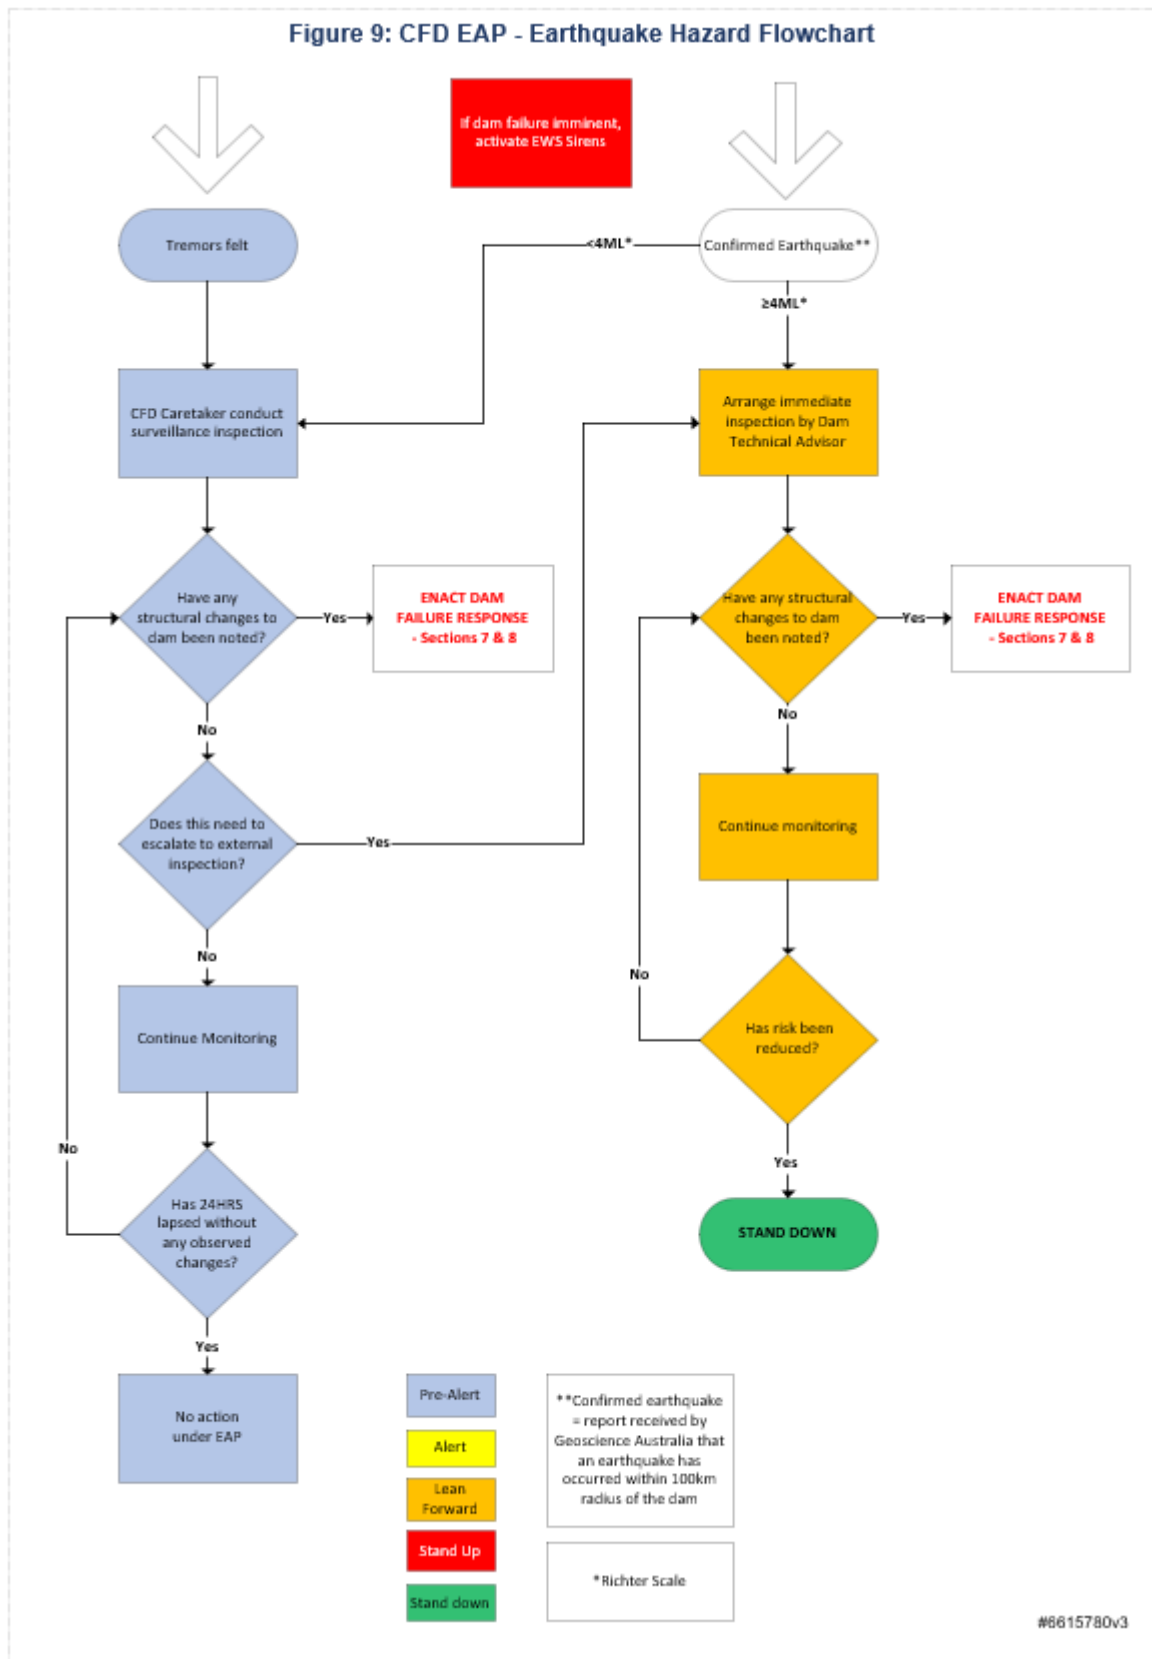 Figure 9: CFD EAP - Earthquake Hazard Flowchart
If dam failure imminent,
activate EWS Sirens
Tremors felt
<4ML*
Confirmed Earthquake**
≥4ML*
CFD Caretaker conduct
surveillance inspection
Arrange immediate
inspection by Dam
Technical Advisor
Have any
structural changes to
dam been noted?
Yes
ENACT DAM
FAILURE RESPONSE
- Sections 7 & 8
Have any structural
changes to dam
been noted?
Yes
ENACT DAM
FAILURE RESPONSE
- Sections 7 & 8
No
No
Does this need to
escalate to external
inspection?
Yes
Continue monitoring
No
No
Continue Monitoring
Has risk been
reduced?
No
Yes
Has 24HRS
lapsed without
any observed
changes?
STAND DOWN
Yes
No action
under EAP
Pre-Alert
Alert
Lean
Forward
Stand Up
Stand down
**Confirmed earthquake
= report received by
Geoscience Australia that
an earthquake has
occurred within 100km
radius of the dam
*Richter Scale
#6615780v3